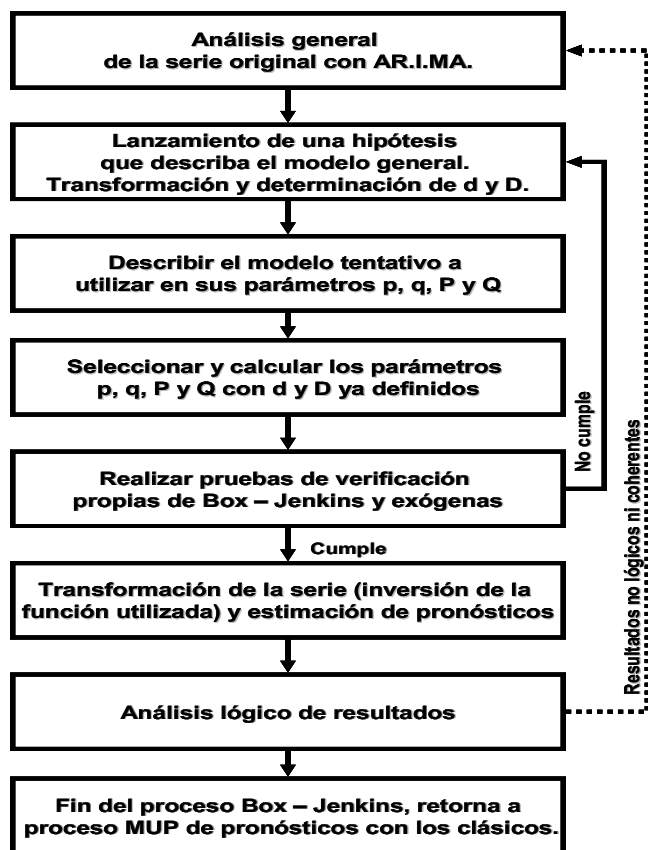 Análisis general
de la serie original con AR.I.MA.
Lanzamiento de una hipótesis
que describa el modelo general.
Transformación y determinación de d y D.
Describir el modelo tentativo a
utilizar en sus parámetros p, q, P y Q
Seleccionar y calcular los parámetros
p, q, P y Q con d y D ya definidos
No cumple
Realizar pruebas de verificación
propias de Box – Jenkins y exógenas
Cumple
Transformación de la serie (inversión de la
función utilizada) y estimación de pronósticos
Resultados no lógicos ni coherentes
Análisis lógico de resultados
Fin del proceso Box – Jenkins, retorna a
proceso MUP de pronósticos con los clásicos.